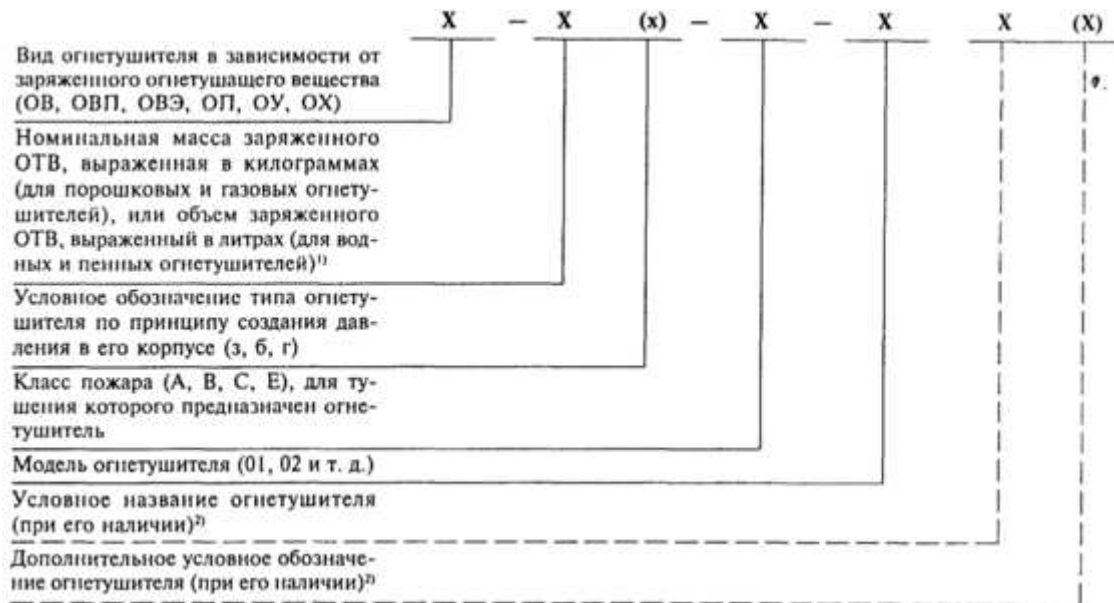 X – X (x) – X – X X (X)
Вид огнетушителя в зависимости от
заряженного огнетушащего вещества
(ОВ, ОВП, ОВЭ, ОП, ОУ, ОХ)
Номинальная масса заряженного
ОТВ, выраженная в килограммах
(для порошковых и газовых огнету-
шителей), или объем заряженного
ОТВ, выраженный в литрах (для вод-
ных и пенных огнетушителей)¹⁾
Условное обозначение типа огнету-
шителя по принципу создания дав-
ления в его корпусе (з, б, г)
Класс пожара (А, В, С, Е), для ту-
шения которого предназначен огне-
тушитель
Модель огнетушителя (01, 02 и т. д.)
Условное название огнетушителя
(при его наличии)²⁾
Дополнительное условное обозначе-
ние огнетушителя (при его наличии)²⁾